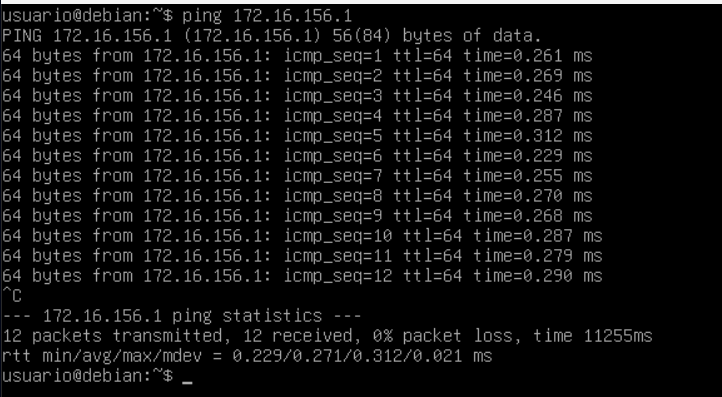 usuario@debian:~$ ping 172.16.156.1
PING 172.16.156.1 (172.16.156.1) 56(84) bytes of data.
64 bytes from 172.16.156.1: icmp_seq=1 ttl=64 time=0.261 ms
64 bytes from 172.16.156.1: icmp_seq=2 ttl=64 time=0.269 ms
64 bytes from 172.16.156.1: icmp_seq=3 ttl=64 time=0.246 ms
64 bytes from 172.16.156.1: icmp_seq=4 ttl=64 time=0.287 ms
64 bytes from 172.16.156.1: icmp_seq=5 ttl=64 time=0.312 ms
64 bytes from 172.16.156.1: icmp_seq=6 ttl=64 time=0.229 ms
64 bytes from 172.16.156.1: icmp_seq=7 ttl=64 time=0.255 ms
64 bytes from 172.16.156.1: icmp_seq=8 ttl=64 time=0.270 ms
64 bytes from 172.16.156.1: icmp_seq=9 ttl=64 time=0.268 ms
64 bytes from 172.16.156.1: icmp_seq=10 ttl=64 time=0.287 ms
64 bytes from 172.16.156.1: icmp_seq=11 ttl=64 time=0.279 ms
64 bytes from 172.16.156.1: icmp_seq=12 ttl=64 time=0.290 ms
^C
--- 172.16.156.1 ping statistics ---
12 packets transmitted, 12 received, 0% packet loss, time 11255ms
rtt min/avg/max/mdev = 0.229/0.271/0.312/0.021 ms
usuario@debian:~$ _